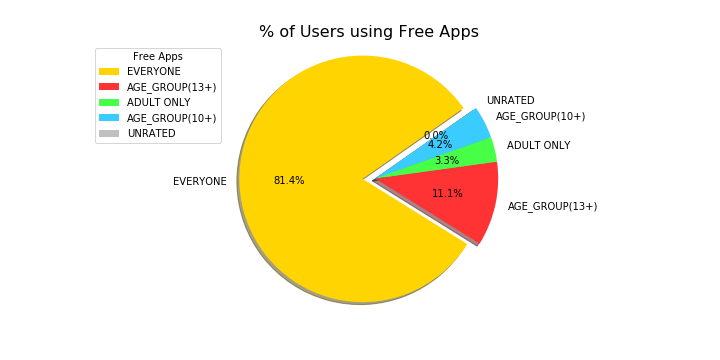 % of Users using Free Apps
Free Apps
EVERYONE
AGE_GROUP(13+)
ADULT ONLY
AGE_GROUP(10+)
UNRATED
UNRATED
AGE_GROUP(10+)
ADULT ONLY
AGE_GROUP(13+)
EVERYONE
0.0%
4.2%
3.3%
11.1%
81.4%